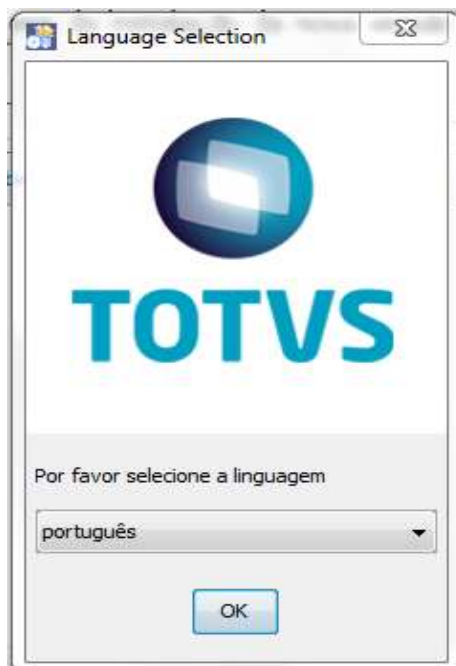 Language Selection
TOTVS
Por favor selecione a linguagem
português
OK